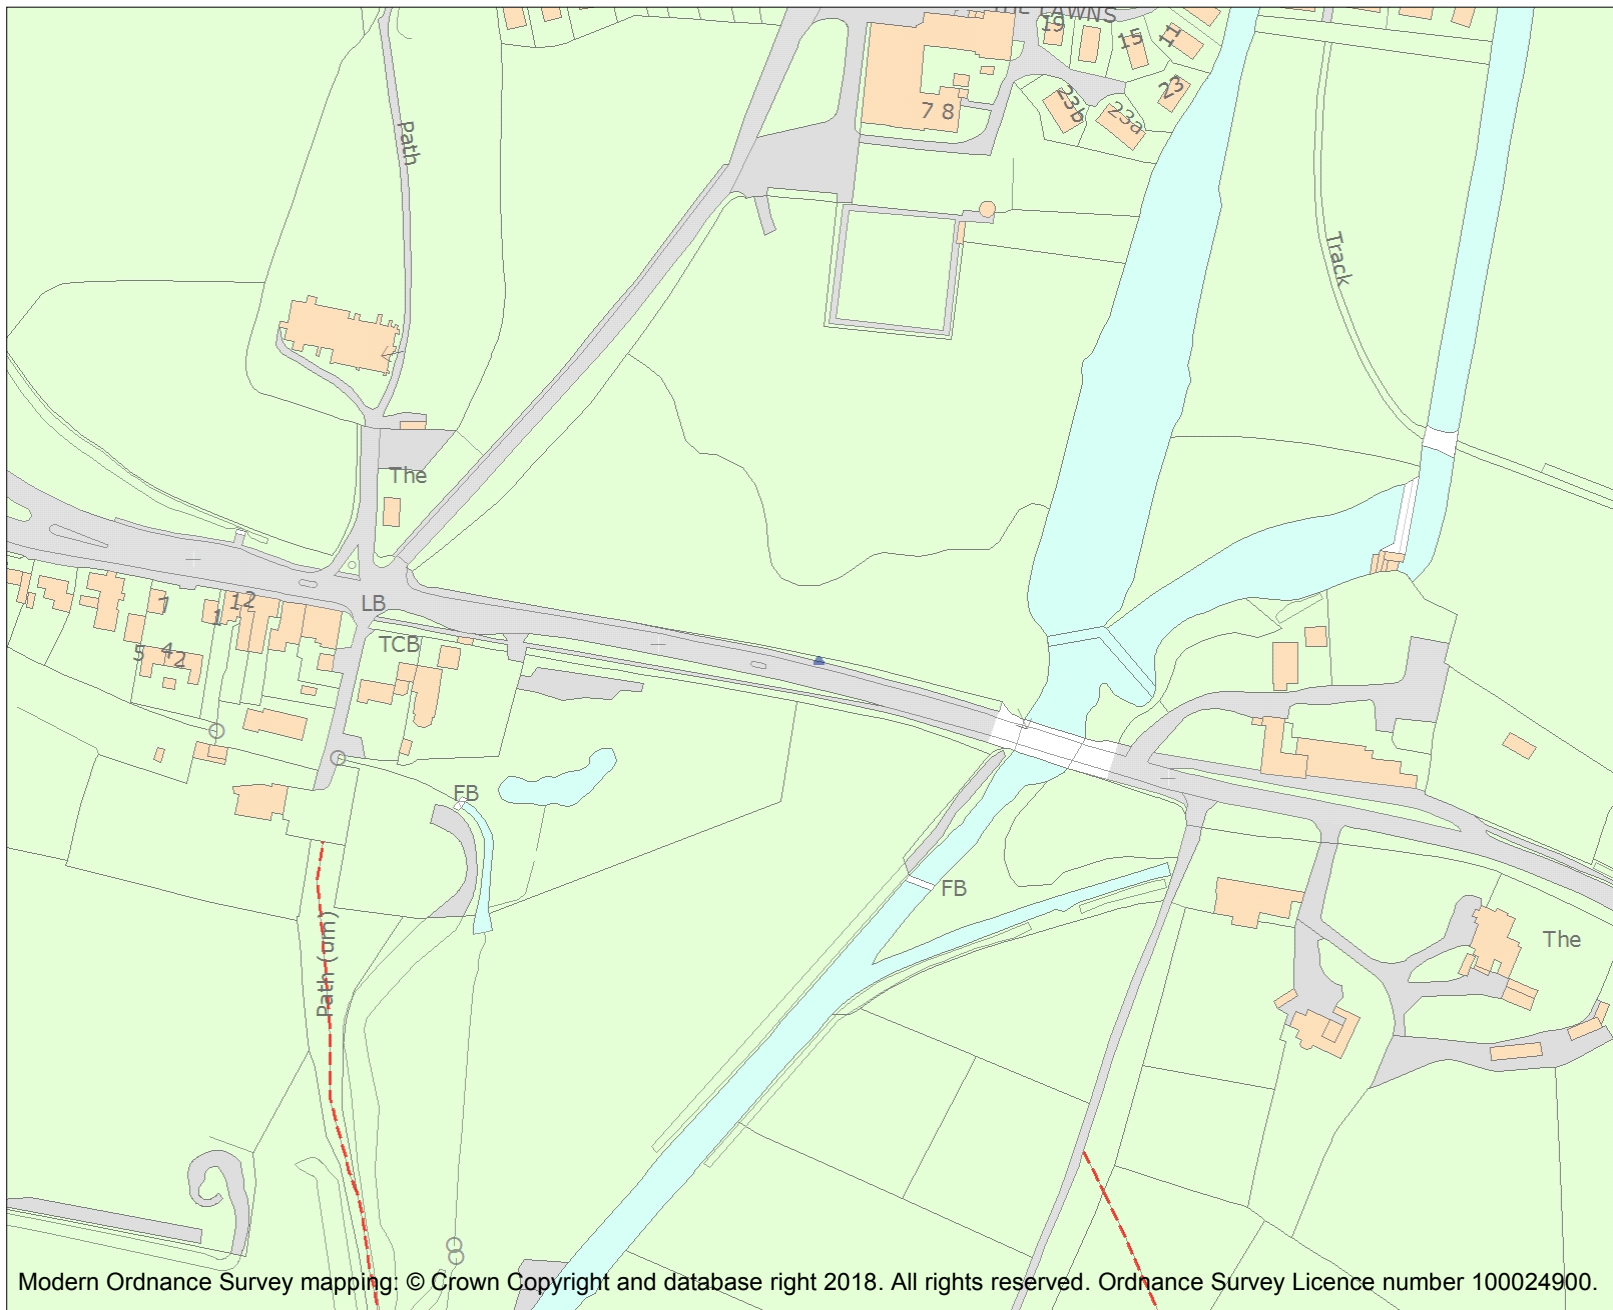 THE LAWNS
19
15
11
23
23b
23a
7 8
Path
Track
The
LB
TCB
7
12
1
5
4
2
FB
FB
The
Path (um)
Modern Ordnance Survey mapping: © Crown Copyright and database right 2018. All rights reserved. Ordnance Survey Licence number 100024900.